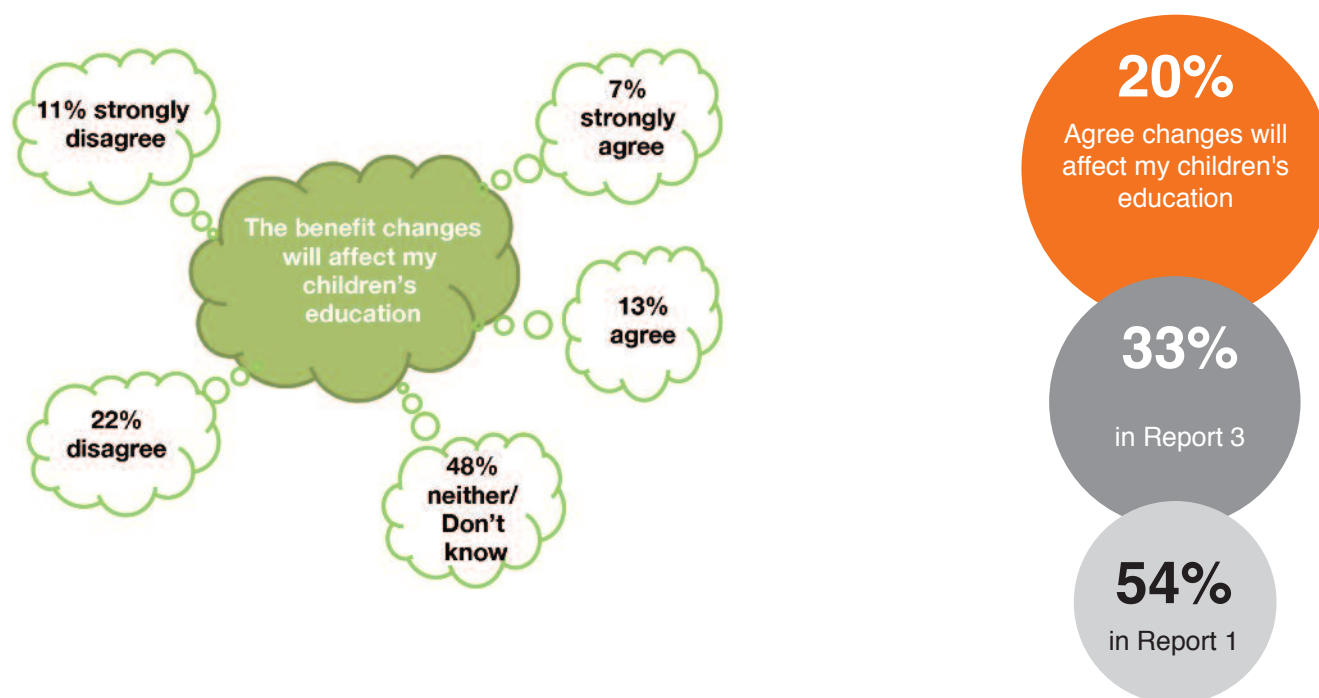 11% strongly
disagree
7%
strongly
agree
The benefit changes
will affect my
children's
education
13%
agree
22%
disagree
48%
neither/
Don't
know
20%
Agree changes will
affect my children's
education
33%
in Report 3
54%
in Report 1